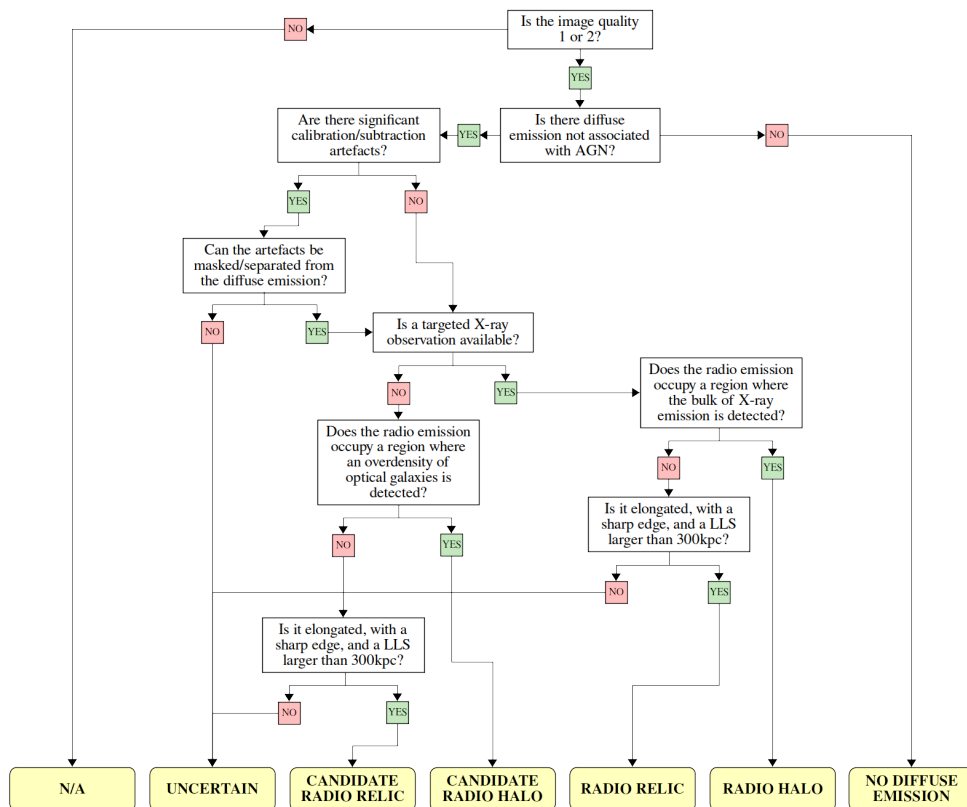 Is the image quality
1 or 2?
NO
YES
Are there significant
calibration/subtraction
artefacts?
YES
Is there diffuse
emission not associated
with AGN?
NO
YES
NO
Can the artefacts be
masked/separated from
the diffuse emission?
NO
YES
Is a targeted X-ray
observation available?
NO
YES
Does the radio emission
occupy a region where
the bulk of X-ray
emission is detected?
Does the radio emission
occupy a region where
an overdensity of
optical galaxies is
detected?
NO
YES
Is it elongated, with a
sharp edge, and a LLS
larger than 300kpc?
NO
YES
NO
YES
Is it elongated, with a
sharp edge, and a LLS
larger than 300kpc?
NO
YES
N/A
UNCERTAIN
CANDIDATE
RADIO RELIC
CANDIDATE
RADIO HALO
RADIO RELIC
RADIO HALO
NO DIFFUSE
EMISSION